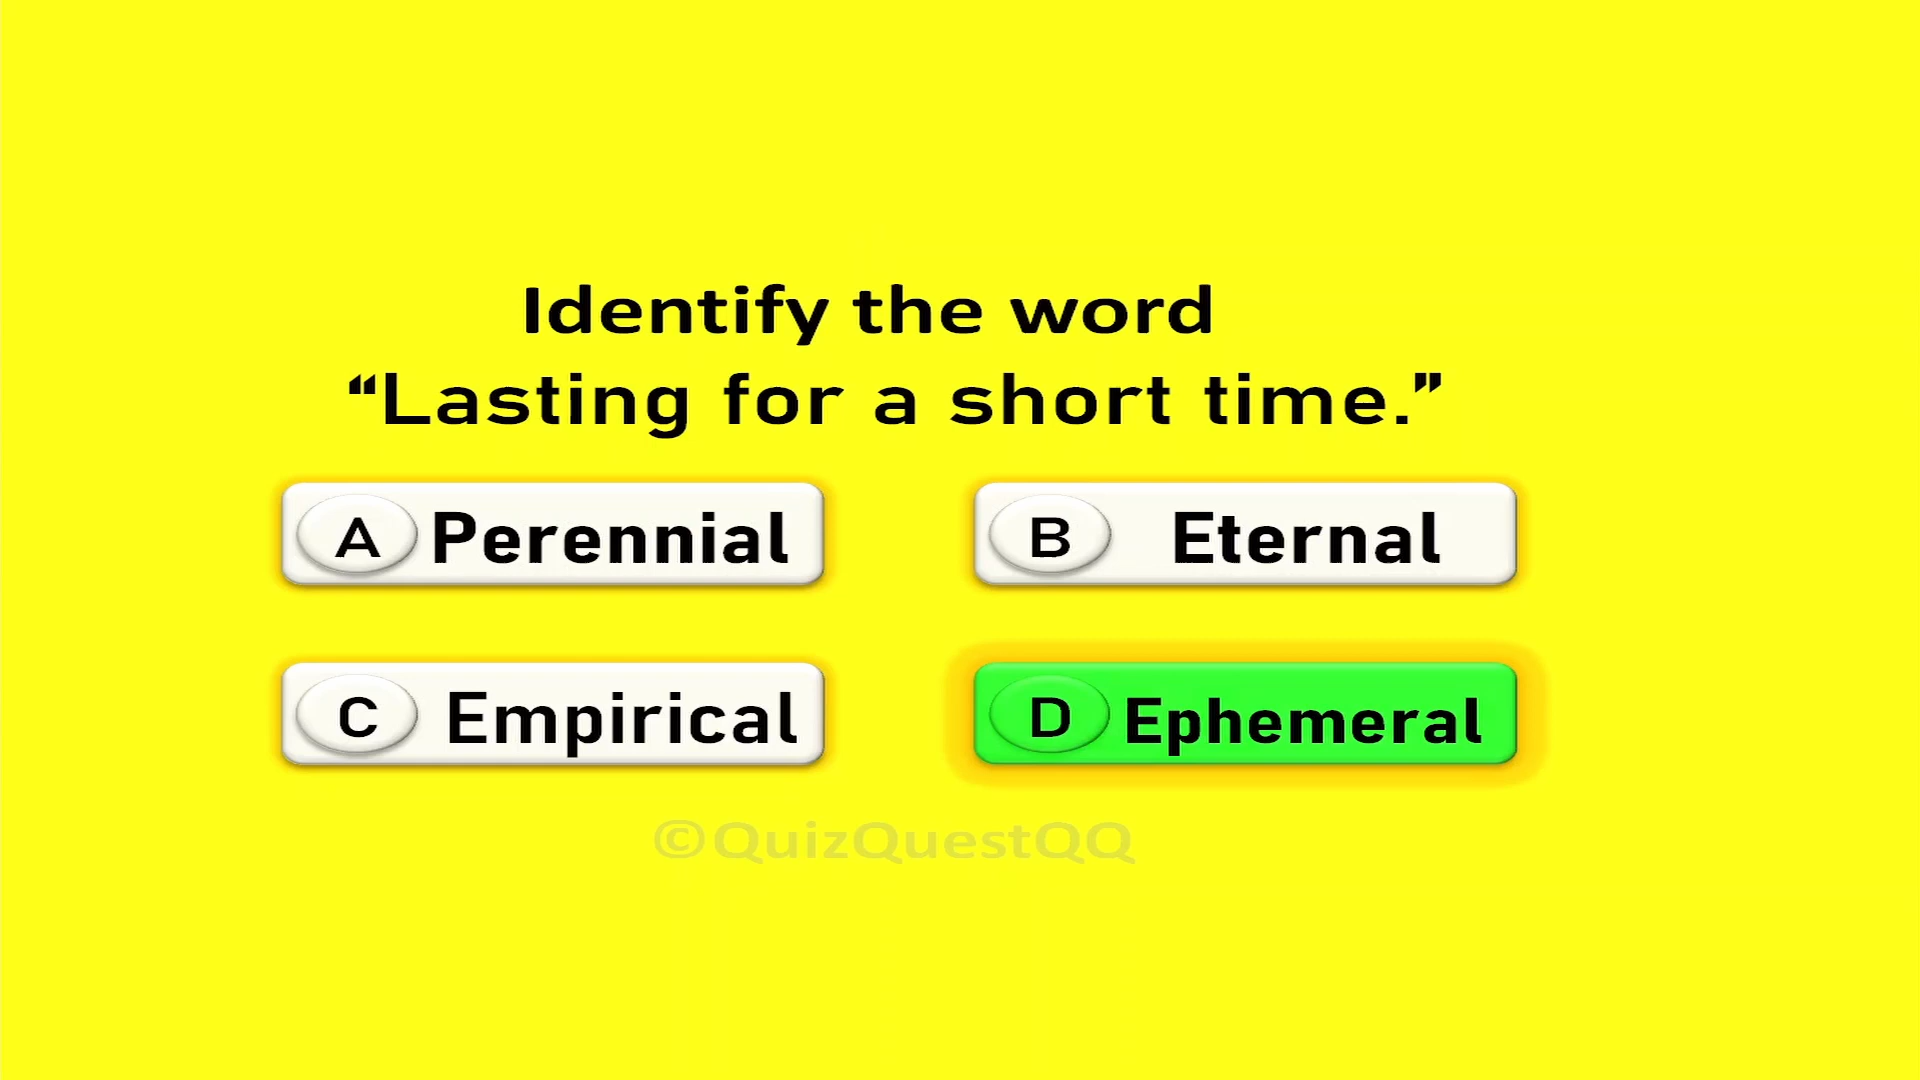 Identify the word
“Lasting for a short time.”
A Perennial
B Eternal
C Empirical
D Ephemeral
©QuizQuestQQ